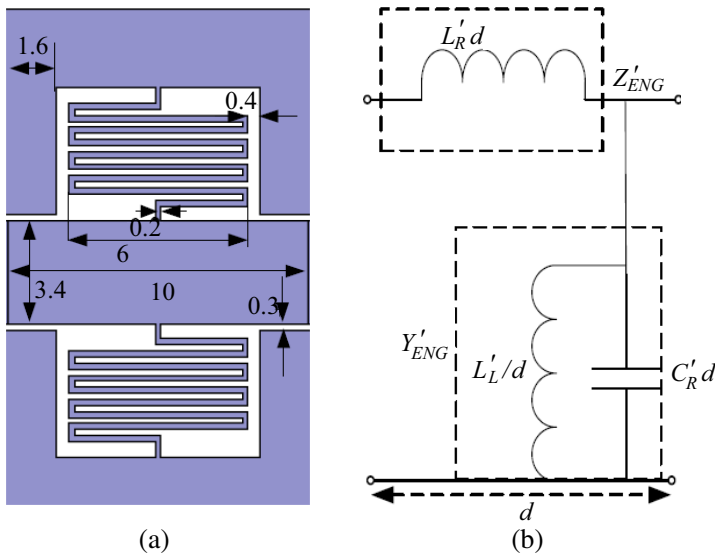 1.6
0.4
0.2
6
3.4
10
0.3
(a)
L'_R d
Z'_ENG
Y'_ENG
L'_L/d
C'_R d
d
(b)